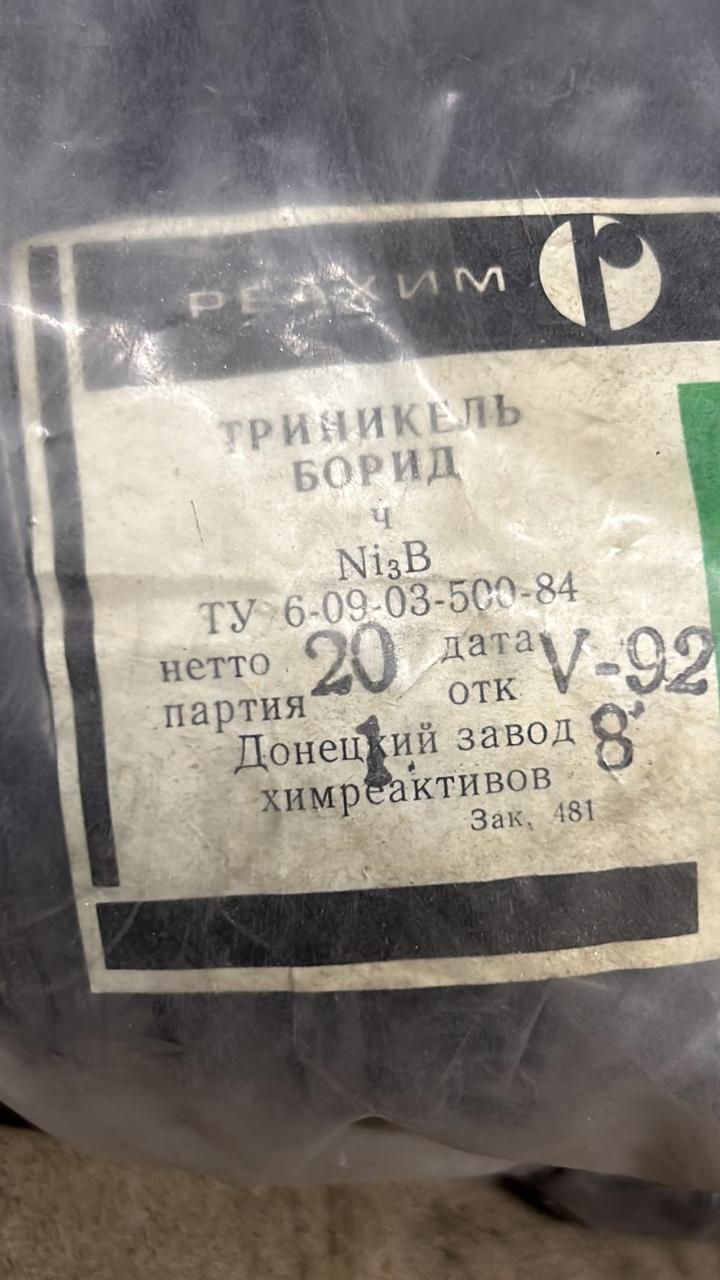 РЕАХИМ
ТРИНИКЕЛЬ
БОРИД
ч
Ni₃B
ТУ 6-09-03-500-84
нетто 20 дата V-92
партия 1 отк 8
Донецкий завод
химреактивов
Зак. 481